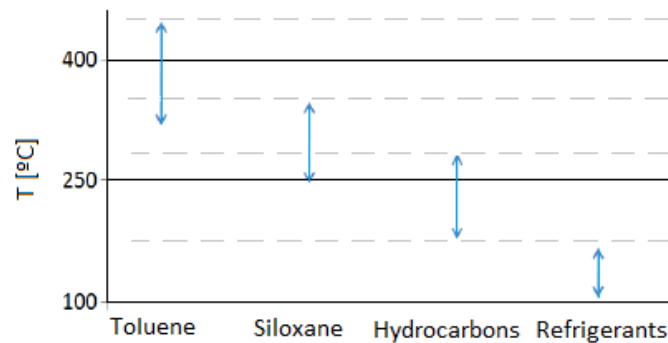 T [ºC]
400
250
100
Toluene
Siloxane
Hydrocarbons
Refrigerants